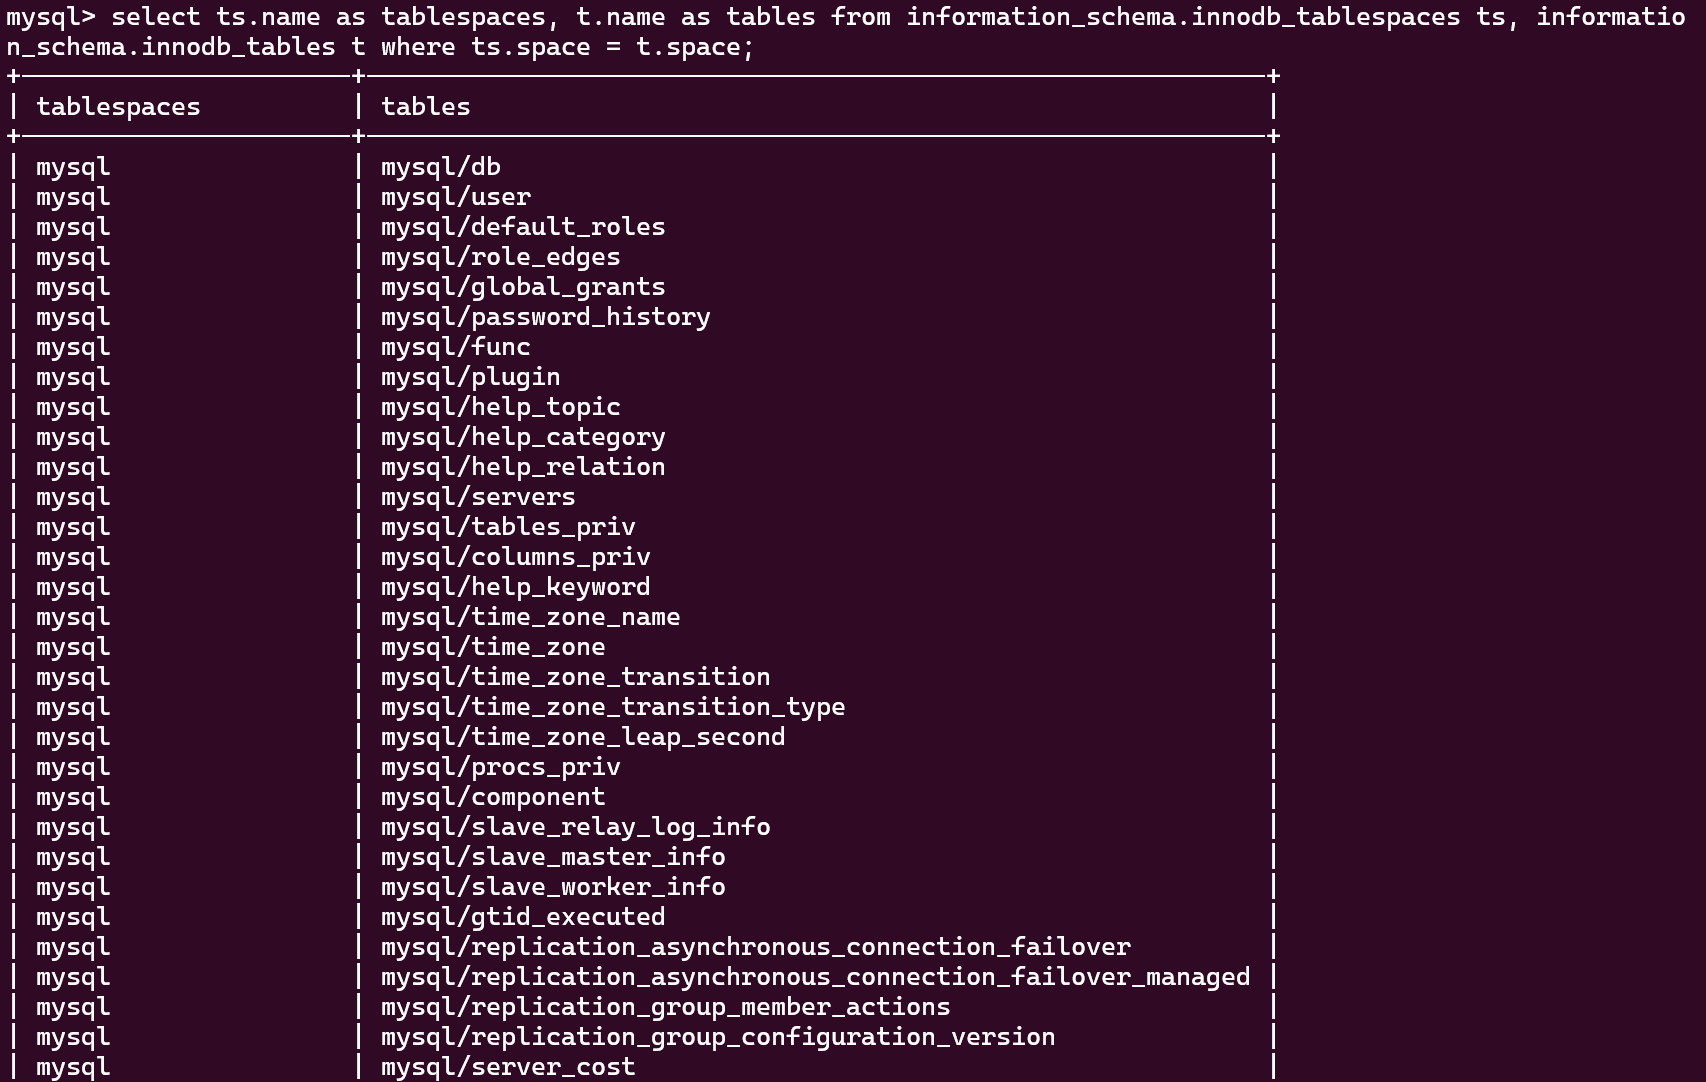 mysql> select ts.name as tablespaces, t.name as tables from information_schema.innodb_tablespaces ts, informatio
n_schema.innodb_tables t where ts.space = t.space;
| tablespaces | tables |
| mysql | mysql/db |
| mysql | mysql/user |
| mysql | mysql/default_roles |
| mysql | mysql/role_edges |
| mysql | mysql/global_grants |
| mysql | mysql/password_history |
| mysql | mysql/func |
| mysql | mysql/plugin |
| mysql | mysql/help_topic |
| mysql | mysql/help_category |
| mysql | mysql/help_relation |
| mysql | mysql/servers |
| mysql | mysql/tables_priv |
| mysql | mysql/columns_priv |
| mysql | mysql/help_keyword |
| mysql | mysql/time_zone_name |
| mysql | mysql/time_zone |
| mysql | mysql/time_zone_transition |
| mysql | mysql/time_zone_transition_type |
| mysql | mysql/time_zone_leap_second |
| mysql | mysql/procs_priv |
| mysql | mysql/component |
| mysql | mysql/slave_relay_log_info |
| mysql | mysql/slave_master_info |
| mysql | mysql/slave_worker_info |
| mysql | mysql/gtid_executed |
| mysql | mysql/replication_asynchronous_connection_failover |
| mysql | mysql/replication_asynchronous_connection_failover_managed |
| mysql | mysql/replication_group_member_actions |
| mysql | mysql/replication_group_configuration_version |
| mysql | mysql/server_cost |